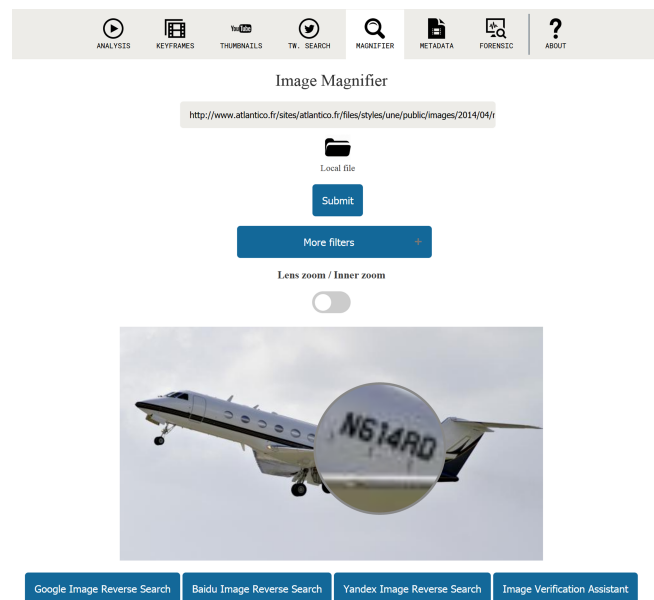 ANALYSIS KEYFRAMES YouTube THUMBNAILS TW. SEARCH MAGNIFIER METADATA FORENSIC ABOUT
Image Magnifier
http://www.atlantico.fr/sites/atlantico.fr/files/styles/une/public/images/2014/04/r
Local file
Submit
More filters +
Lens zoom / Inner zoom
N614RD
Google Image Reverse Search Baidu Image Reverse Search Yandex Image Reverse Search Image Verification Assistant